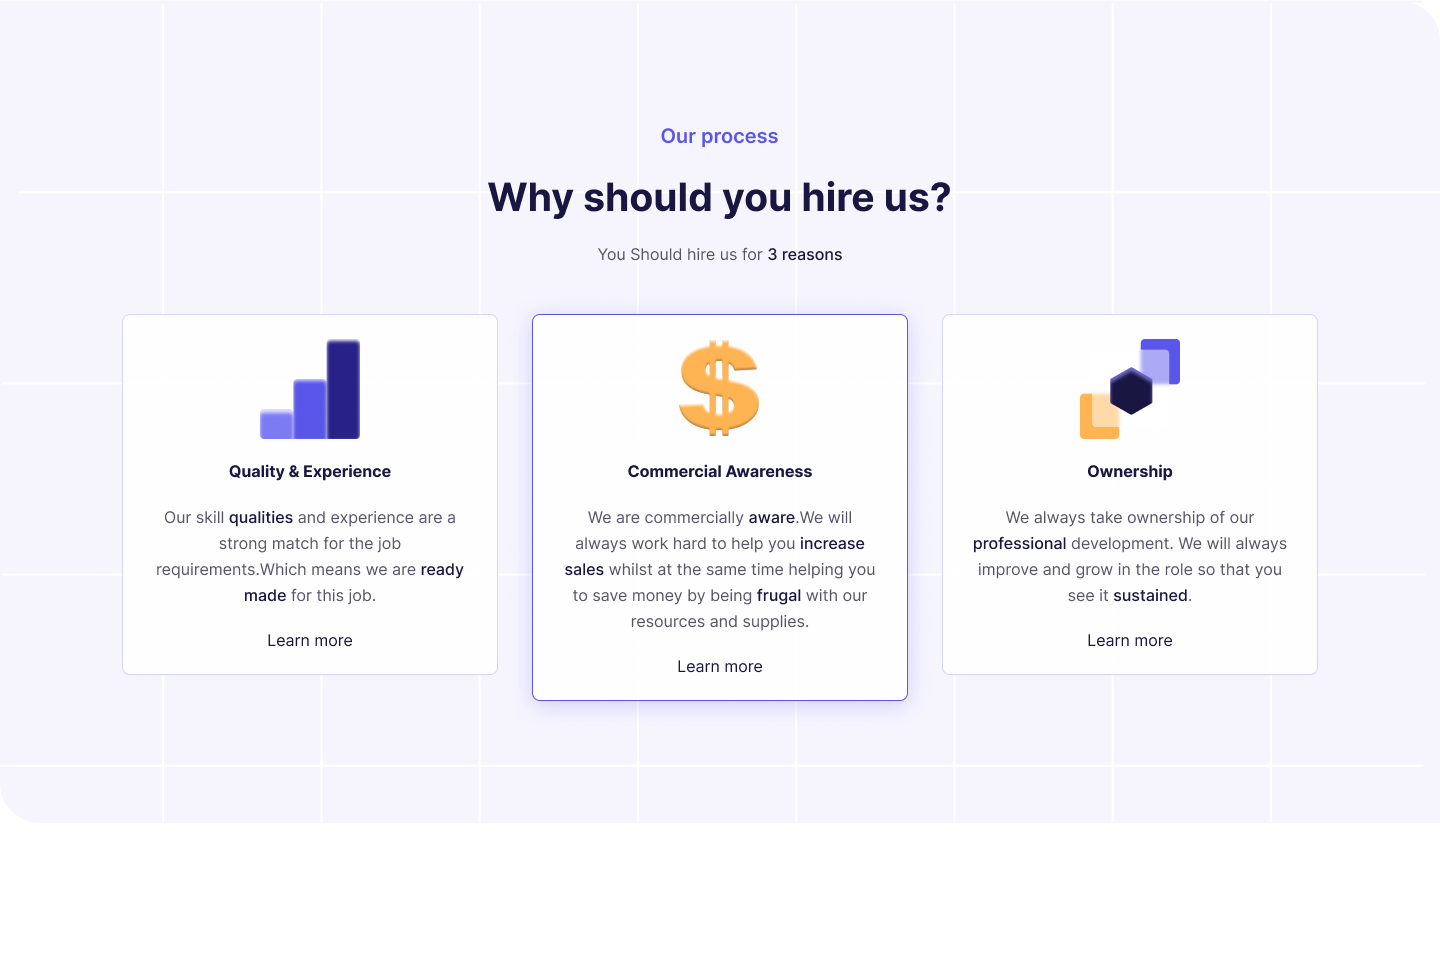 Our process
Why should you hire us?
You Should hire us for 3 reasons
Quality & Experience
Our skill qualities and experience are a
strong match for the job
requirements.Which means we are ready
made for this job.
Learn more
Commercial Awareness
We are commercially aware.We will
always work hard to help you increase
sales whilst at the same time helping you
to save money by being frugal with our
resources and supplies.
Learn more
Ownership
We always take ownership of our
professional development. We will always
improve and grow in the role so that you
see it sustained.
Learn more